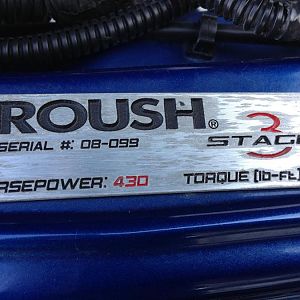 ROUSH®
SERIAL #: 08-099
3
STAGE
RSEPOWER: 430 TORQUE (lb-ft)